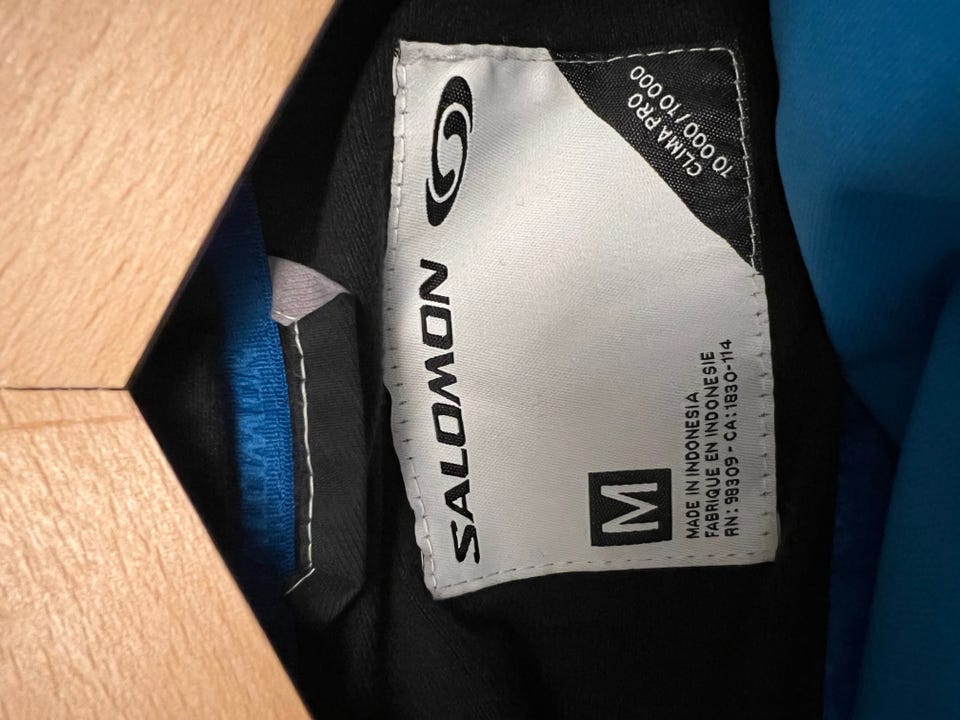 SALOMON
CLIMA PRO
10 000 / 10 000
M
MADE IN INDONESIA
FABRIQUE EN INDONESIE
RN: 98309 - CA: 1830-114